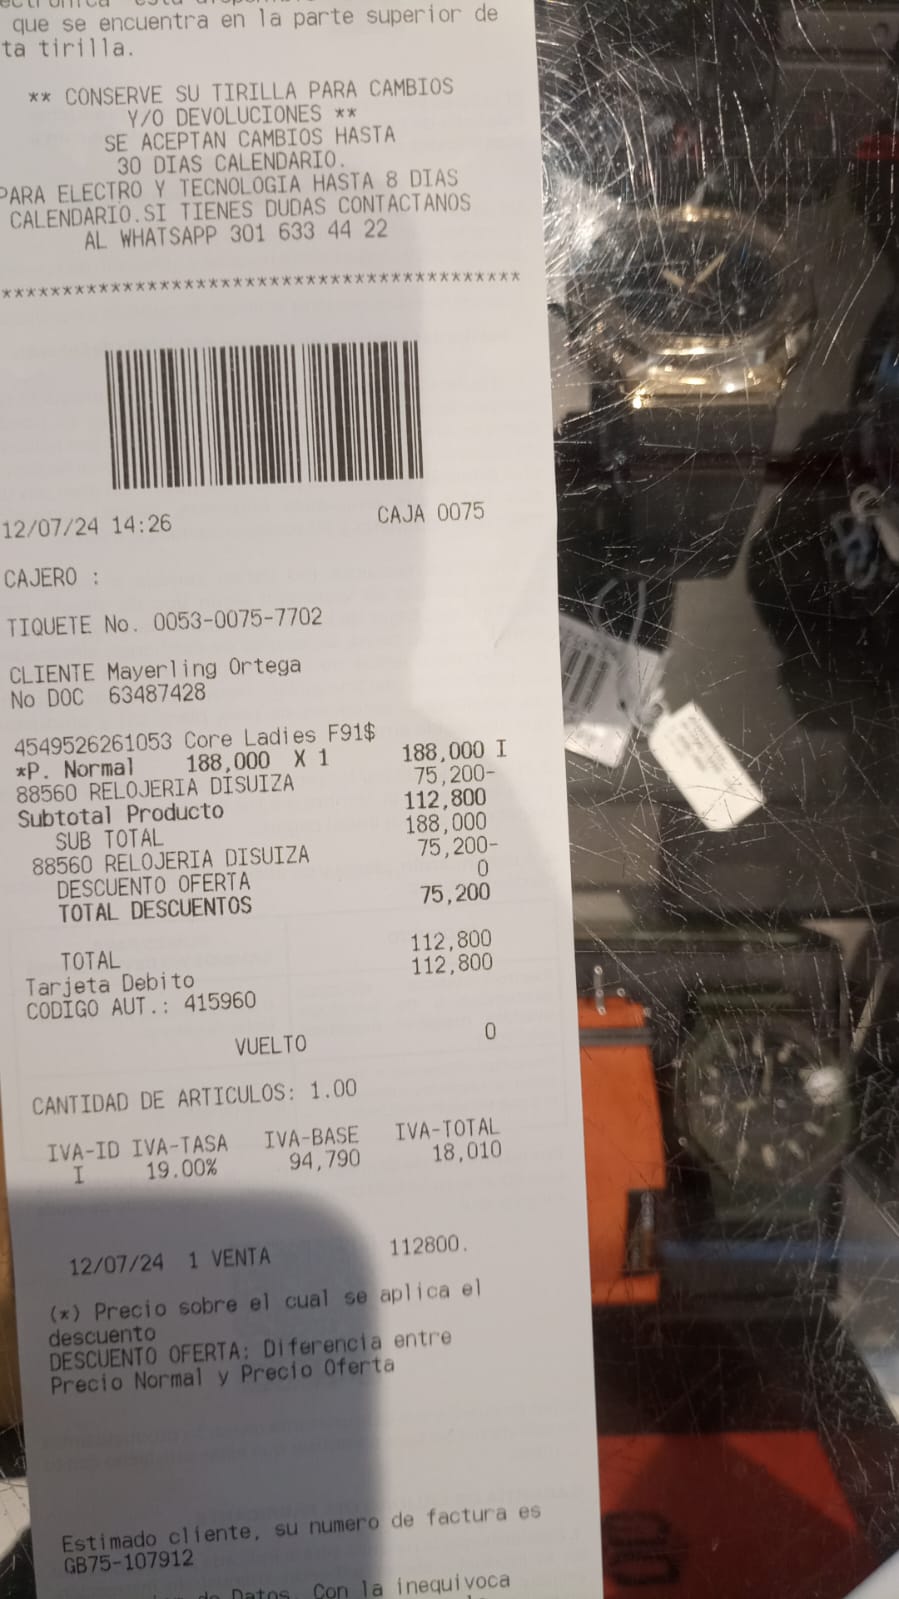 que se encuentra en la parte superior de
ta tirilla.
** CONSERVE SU TIRILLA PARA CAMBIOS
Y/O DEVOLUCIONES **
SE ACEPTAN CAMBIOS HASTA
30 DIAS CALENDARIO.
PARA ELECTRO Y TECNOLOGIA HASTA 8 DIAS
CALENDARIO.SI TIENES DUDAS CONTACTANOS
AL WHATSAPP 301 633 44 22
*******************************************
12/07/24 14:26 CAJA 0075
CAJERO :
TIQUETE No. 0053-0075-7702
CLIENTE Mayerling Ortega
No DOC 63487428
4549526261053 Core Ladies F91$
*P. Normal 188,000 X 1 188,000 I
88560 RELOJERIA DISUIZA 75,200-
Subtotal Producto 112,800
SUB TOTAL 188,000
88560 RELOJERIA DISUIZA 75,200-
DESCUENTO OFERTA 0
TOTAL DESCUENTOS 75,200
TOTAL 112,800
Tarjeta Debito 112,800
CODIGO AUT.: 415960
VUELTO 0
CANTIDAD DE ARTICULOS: 1.00
IVA-ID IVA-TASA IVA-BASE IVA-TOTAL
I 19.00% 94,790 18,010
12/07/24 1 VENTA 112800.
(*) Precio sobre el cual se aplica el
descuento
DESCUENTO OFERTA: Diferencia entre
Precio Normal y Precio Oferta
Estimado cliente, su numero de factura es
GB75-107912
de Datos. Con la inequivoca